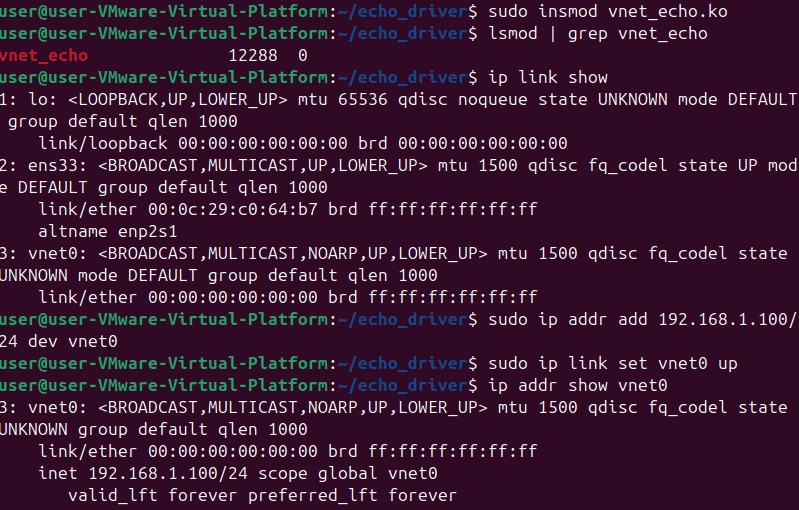 user@user-VMware-Virtual-Platform:~/echo_driver$ sudo insmod vnet_echo.ko
user@user-VMware-Virtual-Platform:~/echo_driver$ lsmod | grep vnet_echo
vnet_echo              12288  0
user@user-VMware-Virtual-Platform:~/echo_driver$ ip link show
1: lo: <LOOPBACK,UP,LOWER_UP> mtu 65536 qdisc noqueue state UNKNOWN mode DEFAULT
 group default qlen 1000
    link/loopback 00:00:00:00:00:00 brd 00:00:00:00:00:00
2: ens33: <BROADCAST,MULTICAST,UP,LOWER_UP> mtu 1500 qdisc fq_codel state UP mod
e DEFAULT group default qlen 1000
    link/ether 00:0c:29:c0:64:b7 brd ff:ff:ff:ff:ff:ff
    altname enp2s1
3: vnet0: <BROADCAST,MULTICAST,NOARP,UP,LOWER_UP> mtu 1500 qdisc fq_codel state
UNKNOWN mode DEFAULT group default qlen 1000
    link/ether 00:00:00:00:00:00 brd ff:ff:ff:ff:ff:ff
user@user-VMware-Virtual-Platform:~/echo_driver$ sudo ip addr add 192.168.1.100/
24 dev vnet0
user@user-VMware-Virtual-Platform:~/echo_driver$ sudo ip link set vnet0 up
user@user-VMware-Virtual-Platform:~/echo_driver$ ip addr show vnet0
3: vnet0: <BROADCAST,MULTICAST,NOARP,UP,LOWER_UP> mtu 1500 qdisc fq_codel state
UNKNOWN group default qlen 1000
    link/ether 00:00:00:00:00:00 brd ff:ff:ff:ff:ff:ff
    inet 192.168.1.100/24 scope global vnet0
       valid_lft forever preferred_lft forever